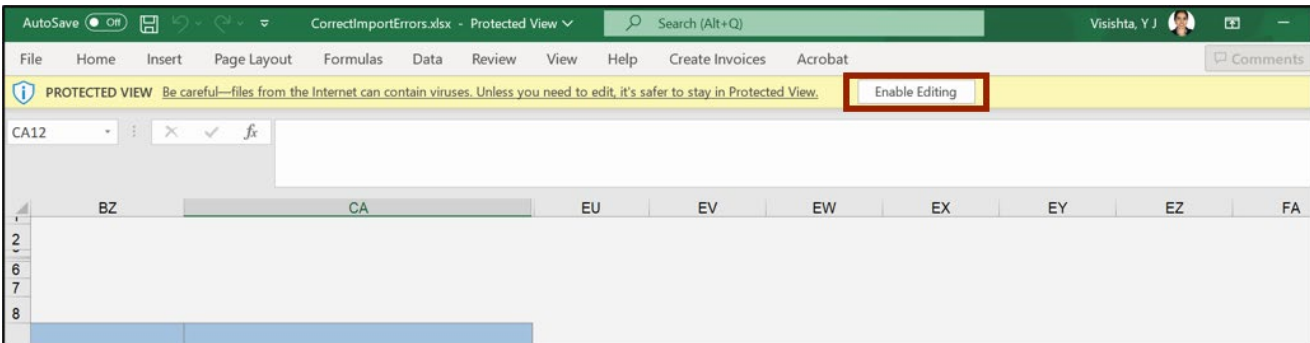 AutoSave Off CorrectImportErrors.xlsx - Protected View Search (Alt+Q) Visishta, Y J
File Home Insert Page Layout Formulas Data Review View Help Create Invoices Acrobat Comments
PROTECTED VIEW Be careful—files from the Internet can contain viruses. Unless you need to edit, it's safer to stay in Protected View. Enable Editing
CA12 fx
BZ CA EU EV EW EX EY EZ FA
2
6
7
8